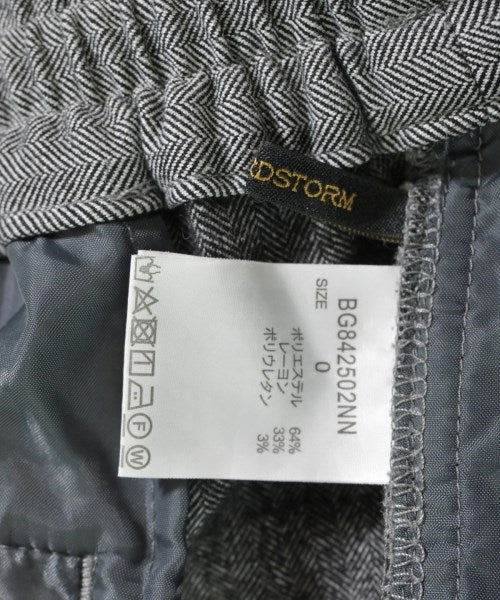 RDSTORM
BG842502NN
0
SIZE
ポリエステル 64%
レーヨン 33%
ポリウレタン 3%
F
W